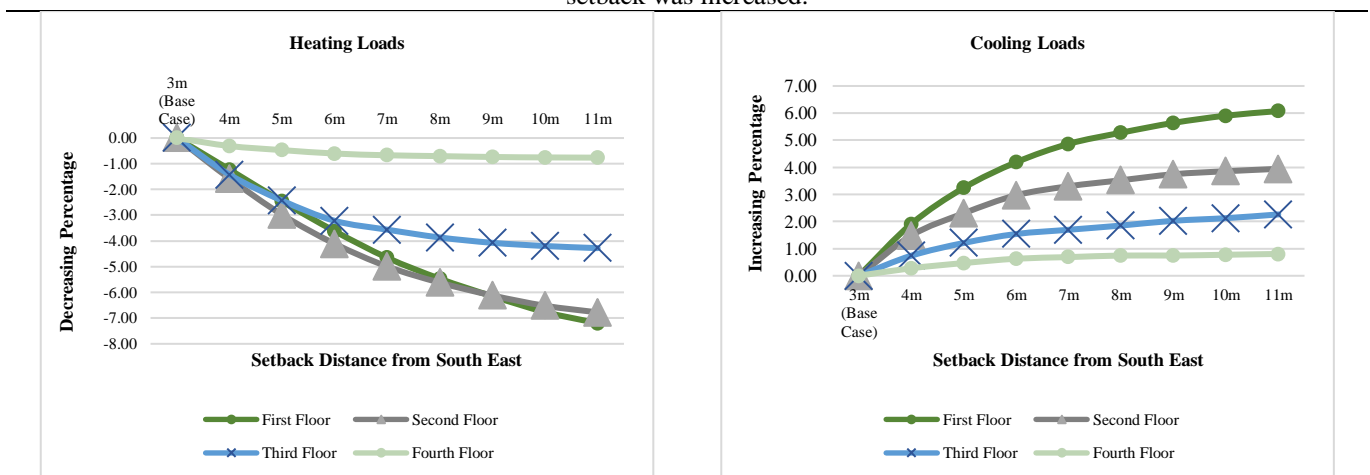 setback was increased.
Heating Loads
3m
(Base
Case)
4m 5m 6m 7m 8m 9m 10m 11m
0.00
-1.00
-2.00
-3.00
-4.00
-5.00
-6.00
-7.00
-8.00
Decreasing Percentage
Setback Distance from South East
First Floor Second Floor
Third Floor Fourth Floor
Cooling Loads
7.00
6.00
5.00
4.00
3.00
2.00
1.00
0.00
Increasing Percentage
3m
(Base
Case)
4m 5m 6m 7m 8m 9m 10m 11m
Setback Distance from South East
First Floor Second Floor
Third Floor Fourth Floor